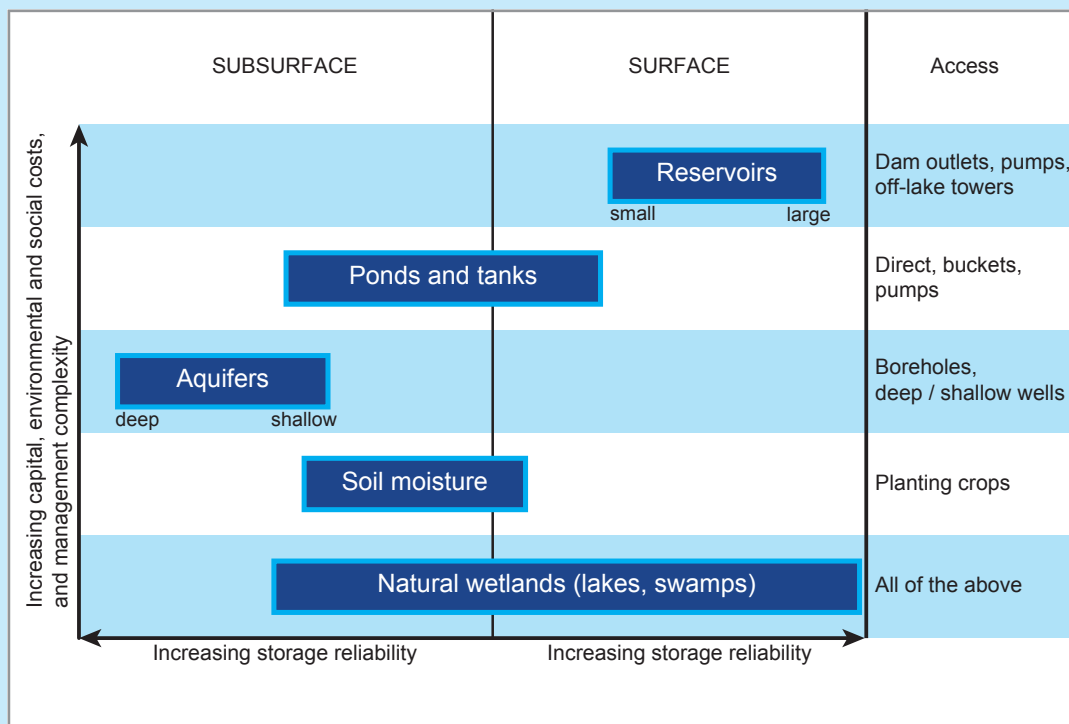 SUBSURFACE
SURFACE
Access
Increasing capital, environmental and social costs,
and management complexity
Reservoirs
small
large
Dam outlets, pumps,
off-lake towers
Ponds and tanks
Direct, buckets,
pumps
Aquifers
deep
shallow
Boreholes,
deep / shallow wells
Soil moisture
Planting crops
Natural wetlands (lakes, swamps)
All of the above
Increasing storage reliability
Increasing storage reliability